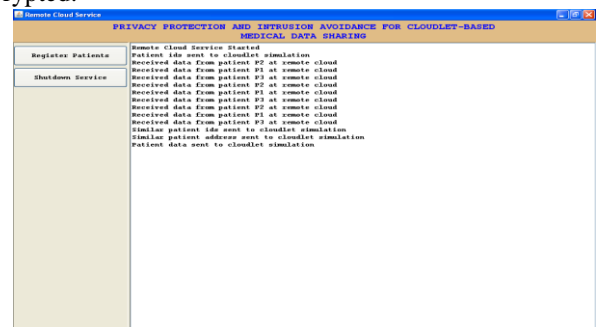 ypted.
Remote Cloud Service
PRIVACY PROTECTION AND INTRUSION AVOIDANCE FOR CLOUDLET-BASED
MEDICAL DATA SHARING
Register Patients
Shutdown Service
Remote Cloud Service Started
Patient ids sent to cloudlet simulation
Received data from patient P2 at remote cloud
Received data from patient P1 at remote cloud
Received data from patient P3 at remote cloud
Received data from patient P2 at remote cloud
Received data from patient P1 at remote cloud
Received data from patient P3 at remote cloud
Received data from patient P2 at remote cloud
Received data from patient P1 at remote cloud
Received data from patient P3 at remote cloud
Similar patient ids sent to cloudlet simulation
Similar patient address sent to cloudlet simulation
Patient data sent to cloudlet simulation